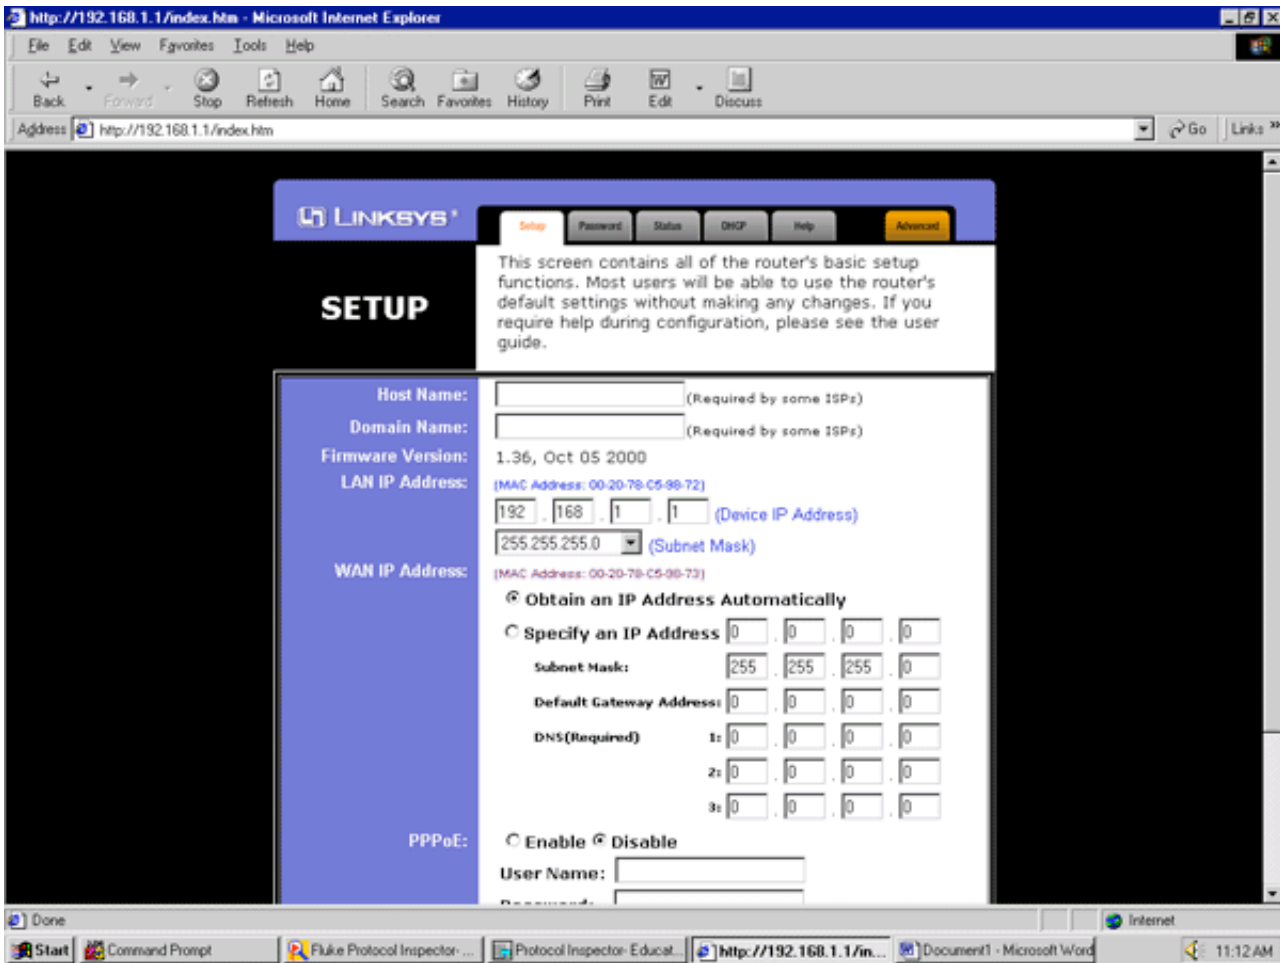 http://192.168.1.1/index.htm - Microsoft Internet Explorer
File Edit View Favorites Tools Help
Back Forward Stop Refresh Home Search Favorites History Print Edit Discuss
Address http://192.168.1.1/index.htm Go Links »
LINKSYS®
Setup Password Status DHCP Help Advanced
SETUP
This screen contains all of the router's basic setup
functions. Most users will be able to use the router's
default settings without making any changes. If you
require help during configuration, please see the user
guide.
Host Name: (Required by some ISPs)
Domain Name: (Required by some ISPs)
Firmware Version: 1.36, Oct 05 2000
LAN IP Address: (MAC Address: 00-20-78-C5-98-72)
192 . 168 . 1 . 1 (Device IP Address)
255.255.255.0 (Subnet Mask)
WAN IP Address: (MAC Address: 00-20-78-C5-98-73)
Obtain an IP Address Automatically
Specify an IP Address 0 . 0 . 0 . 0
Subnet Mask: 255 . 255 . 255 . 0
Default Gateway Address: 0 . 0 . 0 . 0
DNS(Required) 1: 0 . 0 . 0 . 0
2: 0 . 0 . 0 . 0
3: 0 . 0 . 0 . 0
PPPoE: Enable Disable
User Name:
Done Internet
Start Command Prompt Fluke Protocol Inspector-... Protocol Inspector- Educat... http://192.168.1.1/in... Document1 - Microsoft Word 11:12 AM